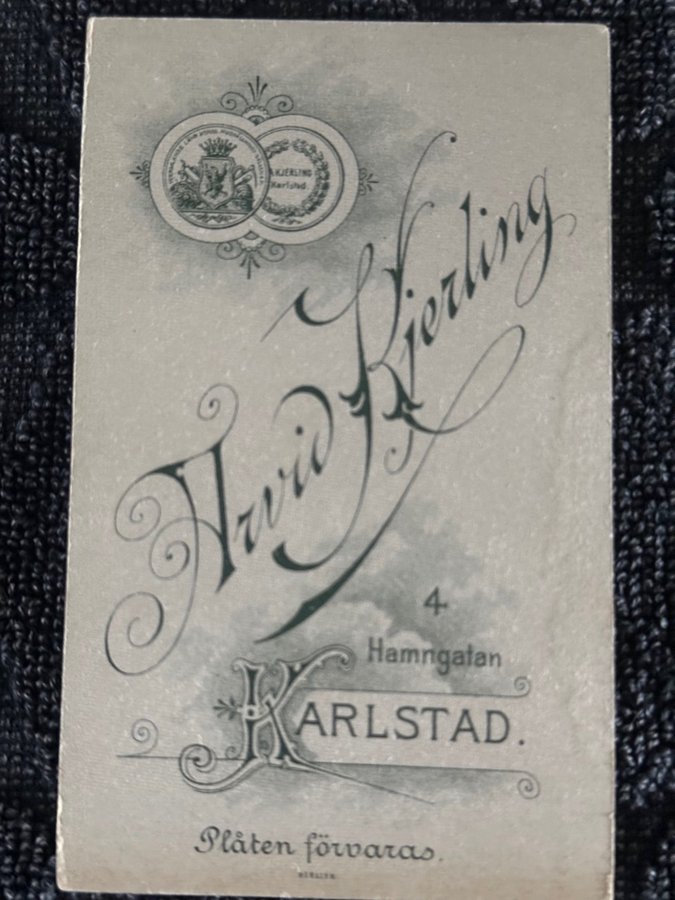 A. KJERLING
Karlstad.
Arvid Kjerling
4
Hamngatan
KARLSTAD.
Plåten förvaras.